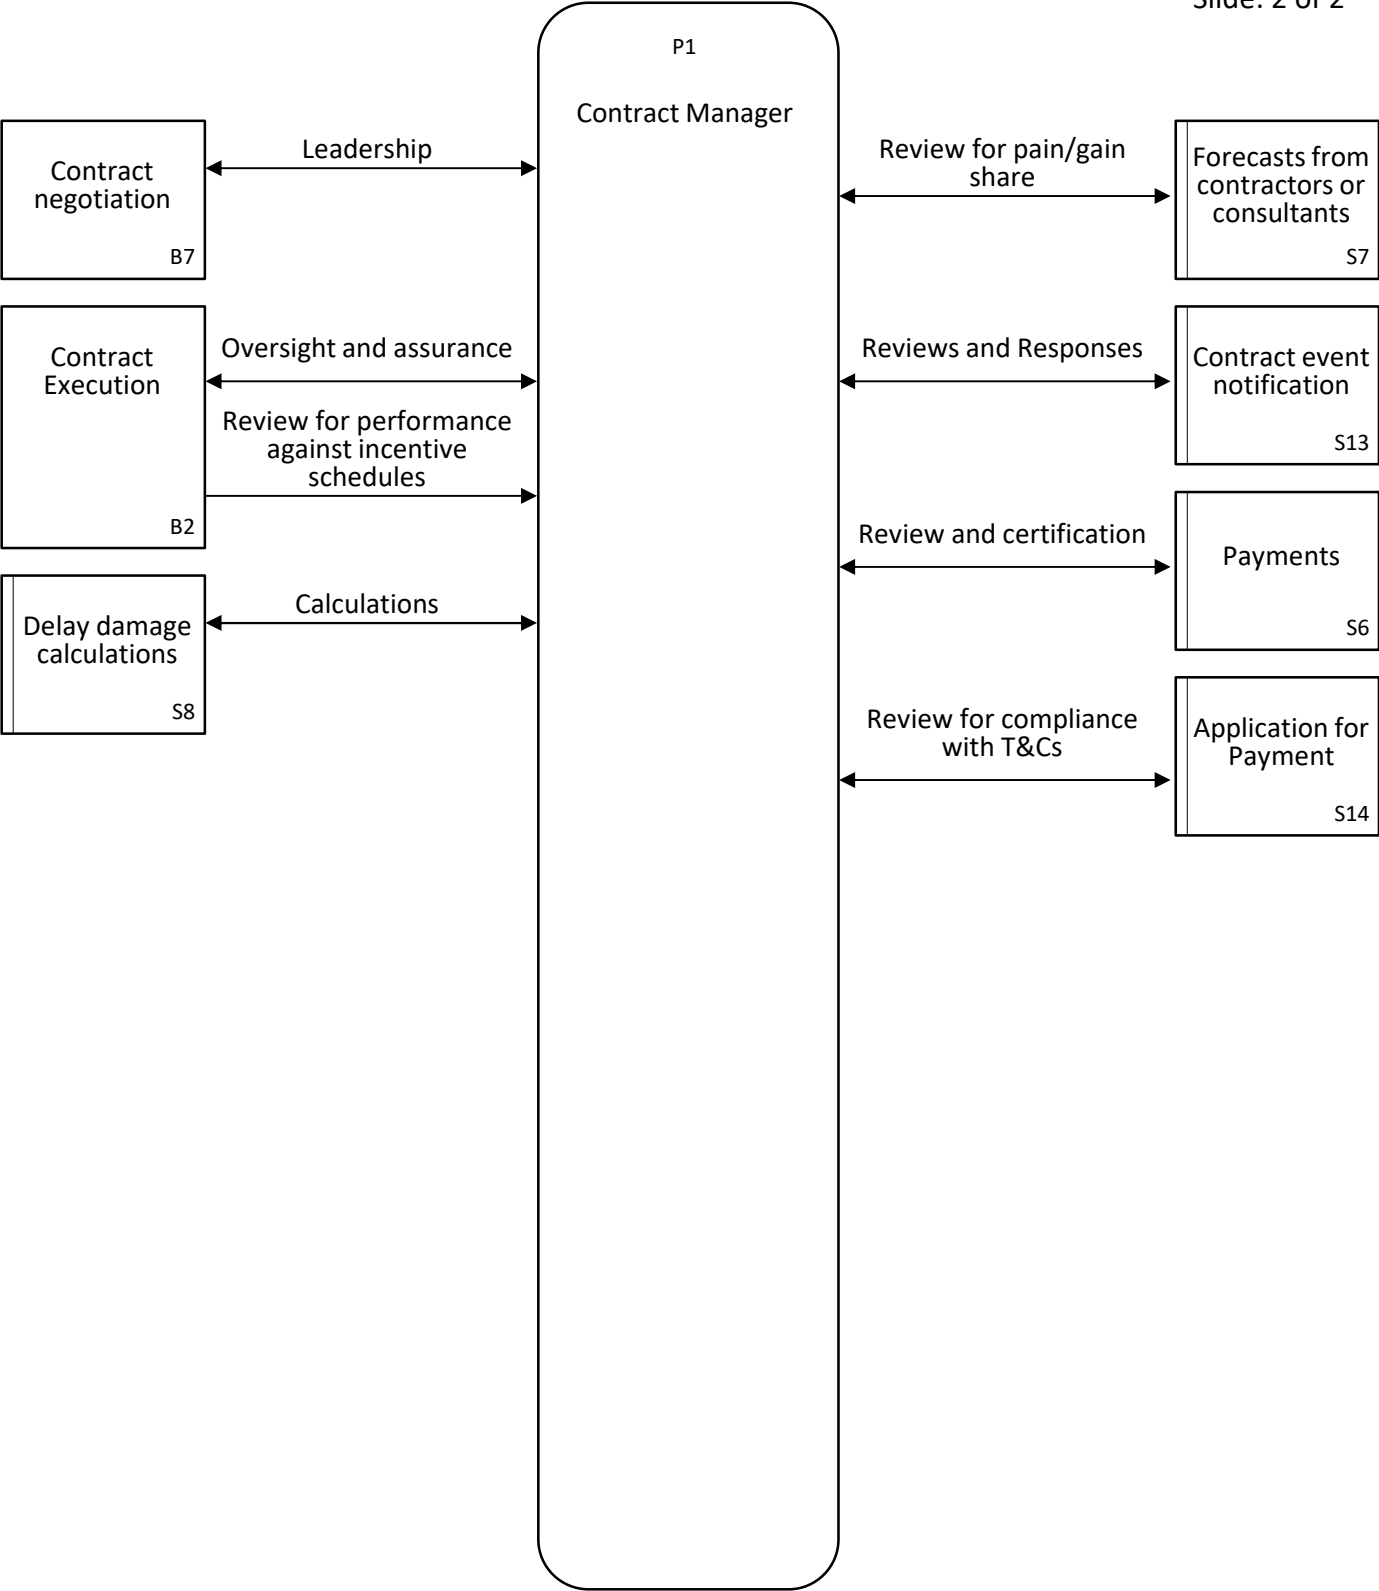 Slide: 2 of 2
P1
Contract Manager
Contract
negotiation
B7
Leadership
Contract
Execution
B2
Oversight and assurance
Review for performance
against incentive
schedules
Delay damage
calculations
S8
Calculations
Review for pain/gain
share
Forecasts from
contractors or
consultants
S7
Reviews and Responses
Contract event
notification
S13
Review and certification
Payments
S6
Review for compliance
with T&Cs
Application for
Payment
S14